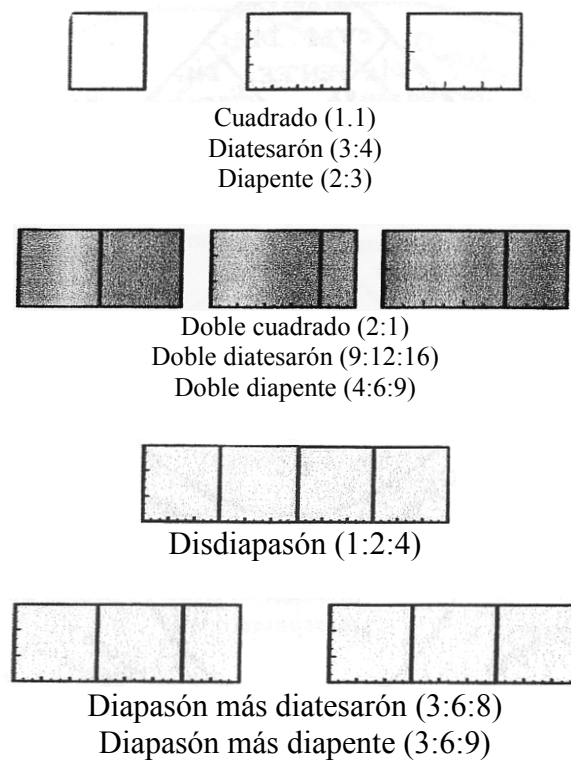 Cuadrado (1.1)
Diatesarón (3:4)
Diapente (2:3)
Doble cuadrado (2:1)
Doble diatesarón (9:12:16)
Doble diapente (4:6:9)
Disdiapasón (1:2:4)
Diapasón más diatesarón (3:6:8)
Diapasón más diapente (3:6:9)